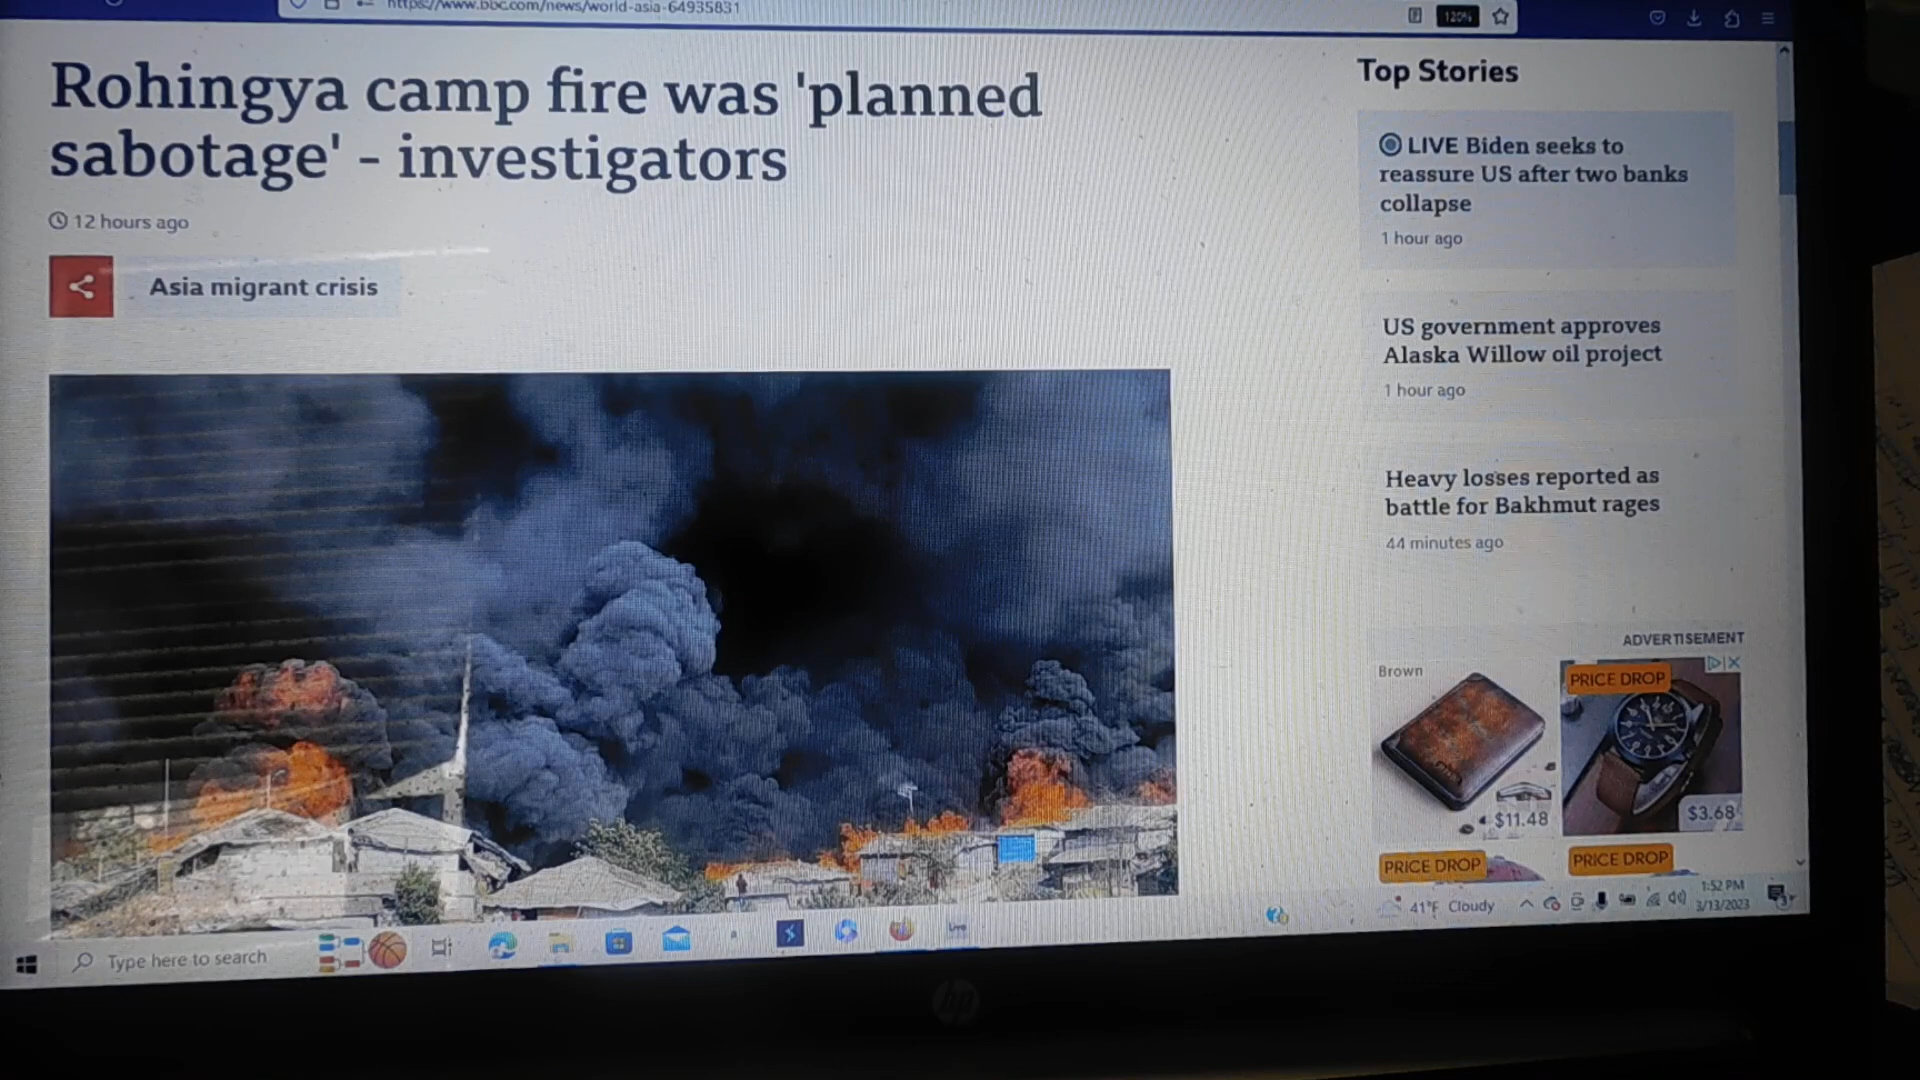 https://www.bbc.com/news/world-asia-64935831
120%
Rohingya camp fire was 'planned
sabotage' - investigators
12 hours ago
Asia migrant crisis
Top Stories
LIVE Biden seeks to
reassure US after two banks
collapse
1 hour ago
US government approves
Alaska Willow oil project
1 hour ago
Heavy losses reported as
battle for Bakhmut rages
44 minutes ago
ADVERTISEMENT
Brown
$11.48
PRICE DROP
$3.68
PRICE DROP
PRICE DROP
Type here to search
41°F Cloudy
1:52 PM
3/13/2023
hp